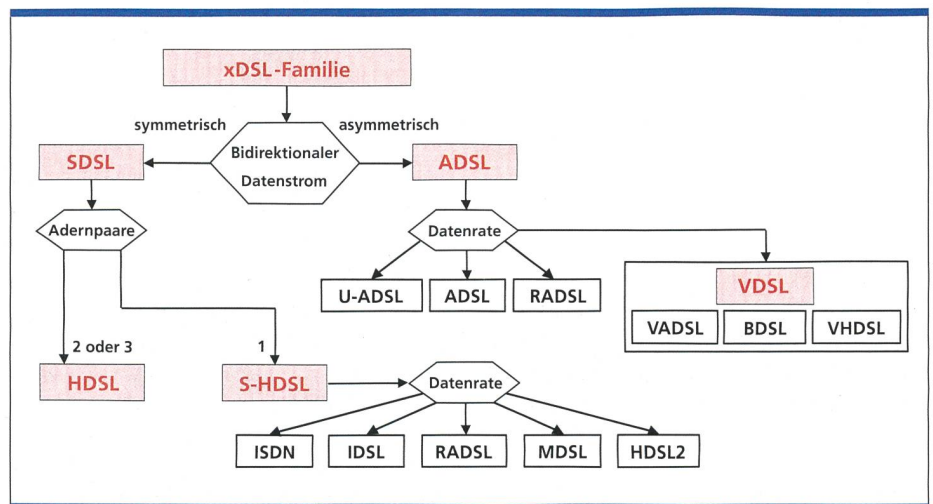 xDSL-Familie
symmetrisch
asymmetrisch
SDSL
Bidirektionaler
Datenstrom
ADSL
Adernpaare
Datenrate
U-ADSL
ADSL
RADSL
VDSL
VADSL
BDSL
VHDSL
2 oder 3
1
HDSL
S-HDSL
Datenrate
ISDN
IDSL
RADSL
MDSL
HDSL2